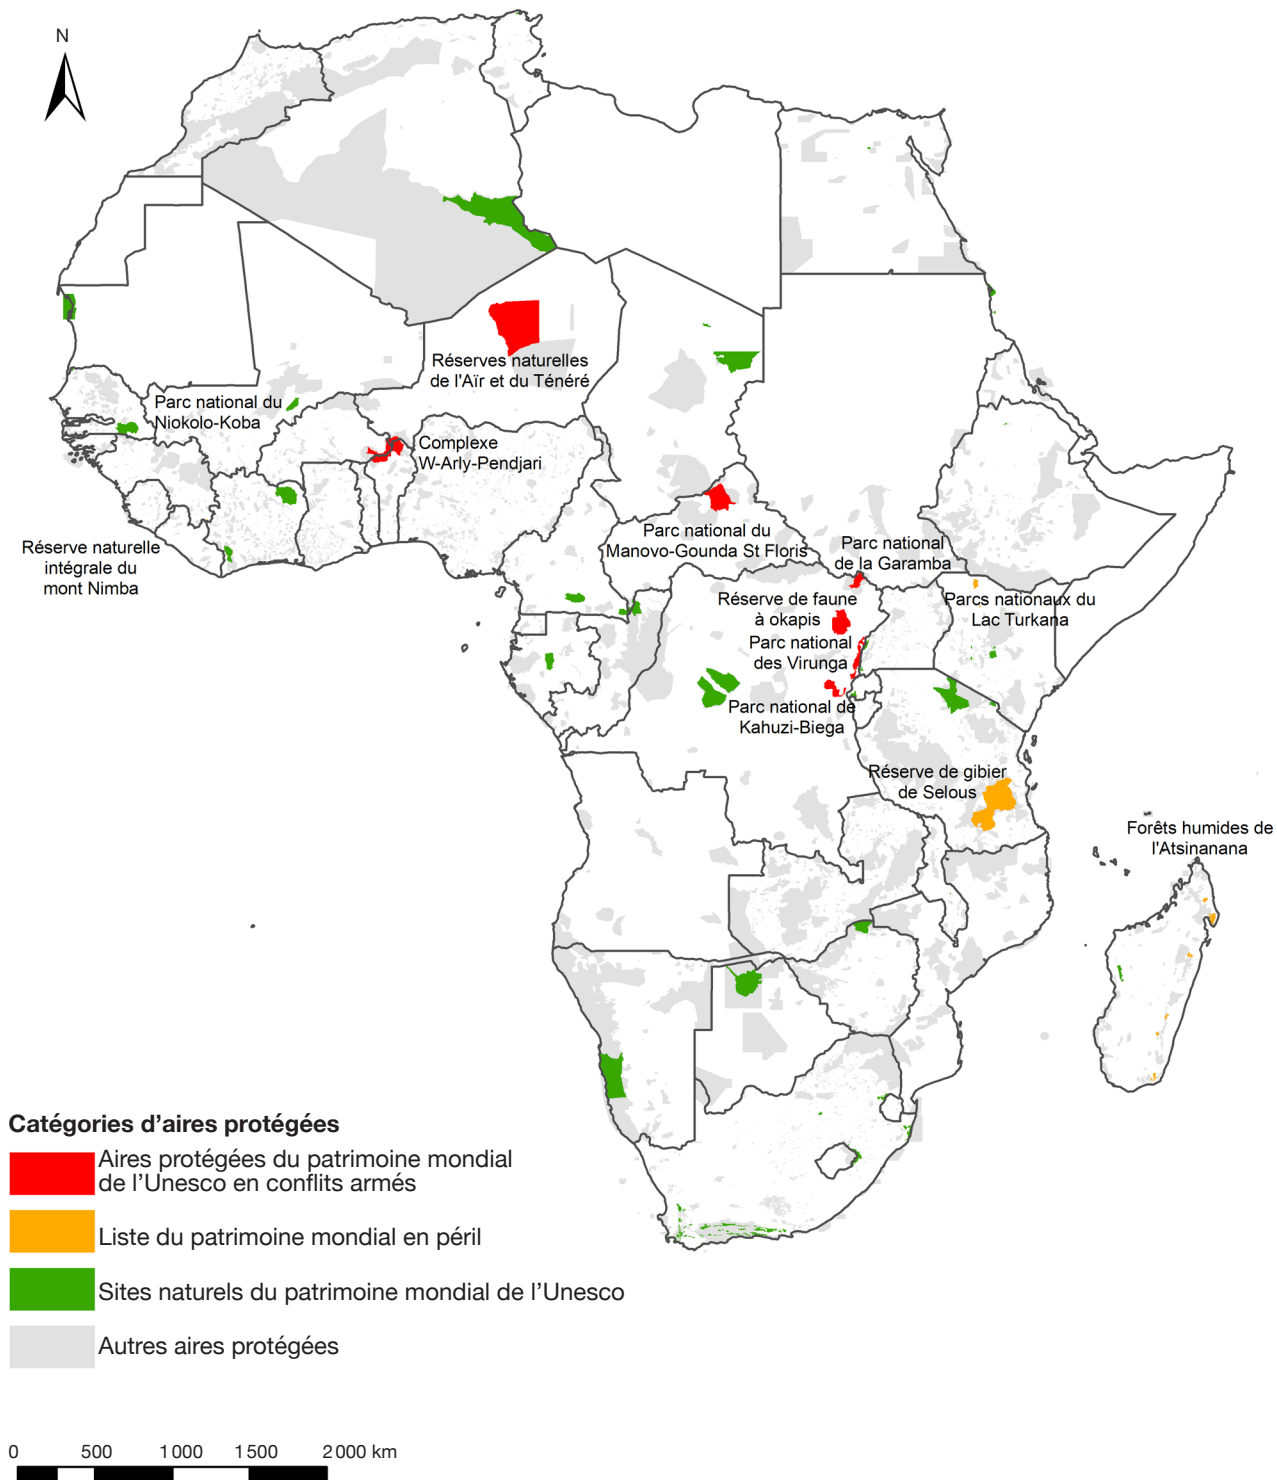 N
Réserves naturelles
de l'Aïr et du Ténéré
Parc national du
Niokolo-Koba
Complexe
W-Arly-Pendjari
Réserve naturelle
intégrale du
mont Nimba
Parc national du
Manovo-Gounda St Floris
Parc national
de la Garamba
Réserve de faune
à okapis
Parcs nationaux du
Lac Turkana
Parc national
des Virunga
Parc national de
Kahuzi-Biega
Réserve de gibier
de Selous
Forêts humides de
l'Atsinanana
Catégories d’aires protégées
Aires protégées du patrimoine mondial
de l’Unesco en conflits armés
Liste du patrimoine mondial en péril
Sites naturels du patrimoine mondial de l’Unesco
Autres aires protégées
0 500 1 000 1 500 2 000 km